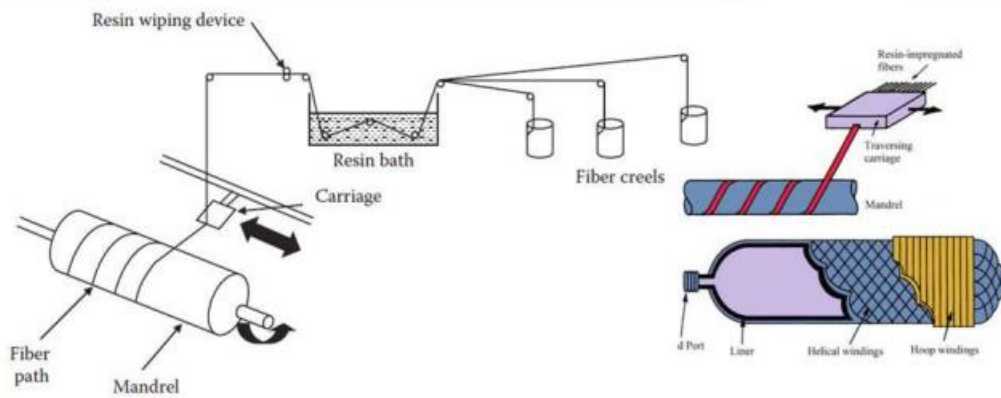 Resin wiping device
Resin bath
Fiber creels
Carriage
Fiber
path
Mandrel
Resin-impregnated
fibers
Traversing
carriage
Mandrel
d Port
Liner
Helical windings
Hoop windings